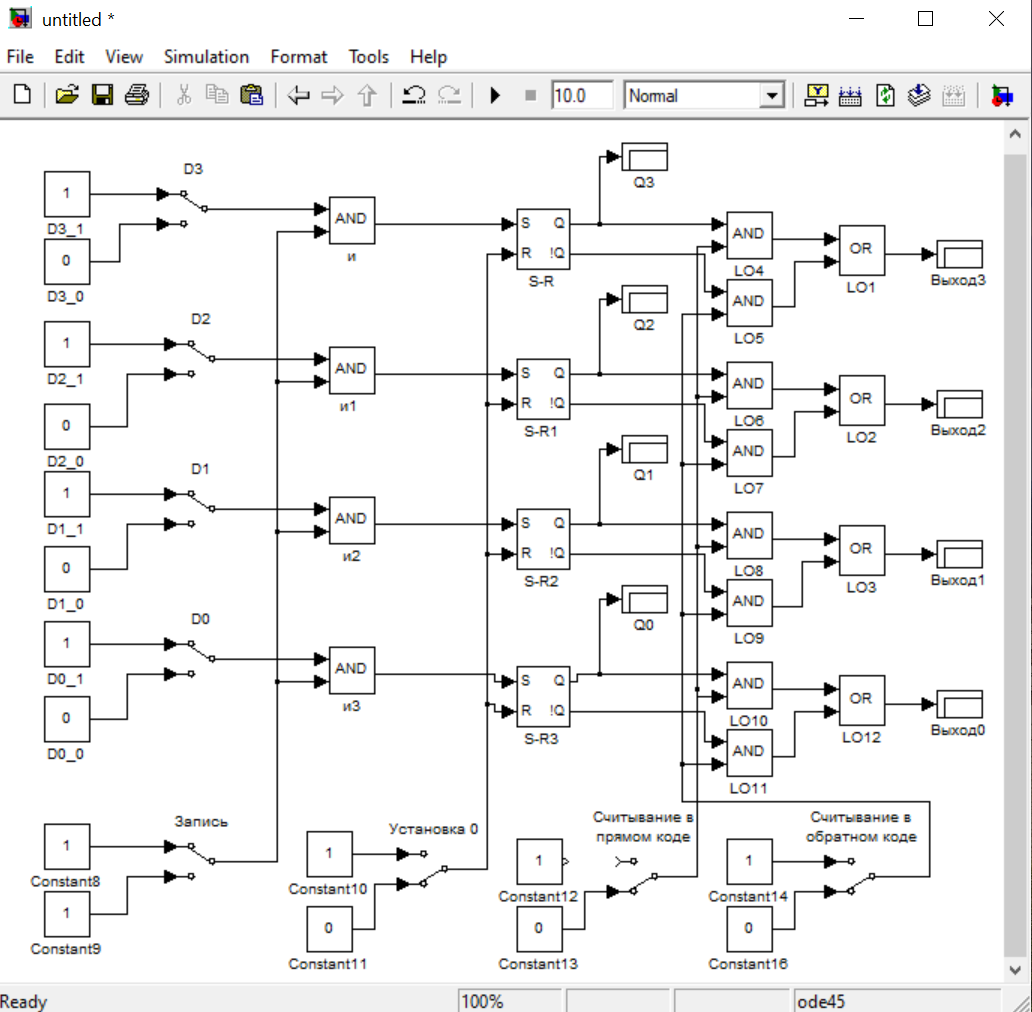 untitled *
File Edit View Simulation Format Tools Help
10.0 Normal
D3
1
D3_1
0
D3_0
AND
и
S Q
R !Q
S-R
Q3
AND
LO4
AND
LO5
OR
LO1
Выход3
D2
1
D2_1
0
D2_0
AND
и1
S Q
R !Q
S-R1
Q2
AND
LO6
AND
LO7
OR
LO2
Выход2
D1
1
D1_1
0
D1_0
AND
и2
S Q
R !Q
S-R2
Q1
AND
LO8
AND
LO9
OR
LO3
Выход1
D0
1
D0_1
0
D0_0
AND
и3
S Q
R !Q
S-R3
Q0
AND
LO10
AND
LO11
OR
LO12
Выход0
Запись
1
Constant8
1
Constant9
Установка 0
1
Constant10
0
Constant11
Считывание в
прямом коде
1
Constant12
0
Constant13
Считывание в
обратном коде
1
Constant14
0
Constant16
Ready 100% ode45